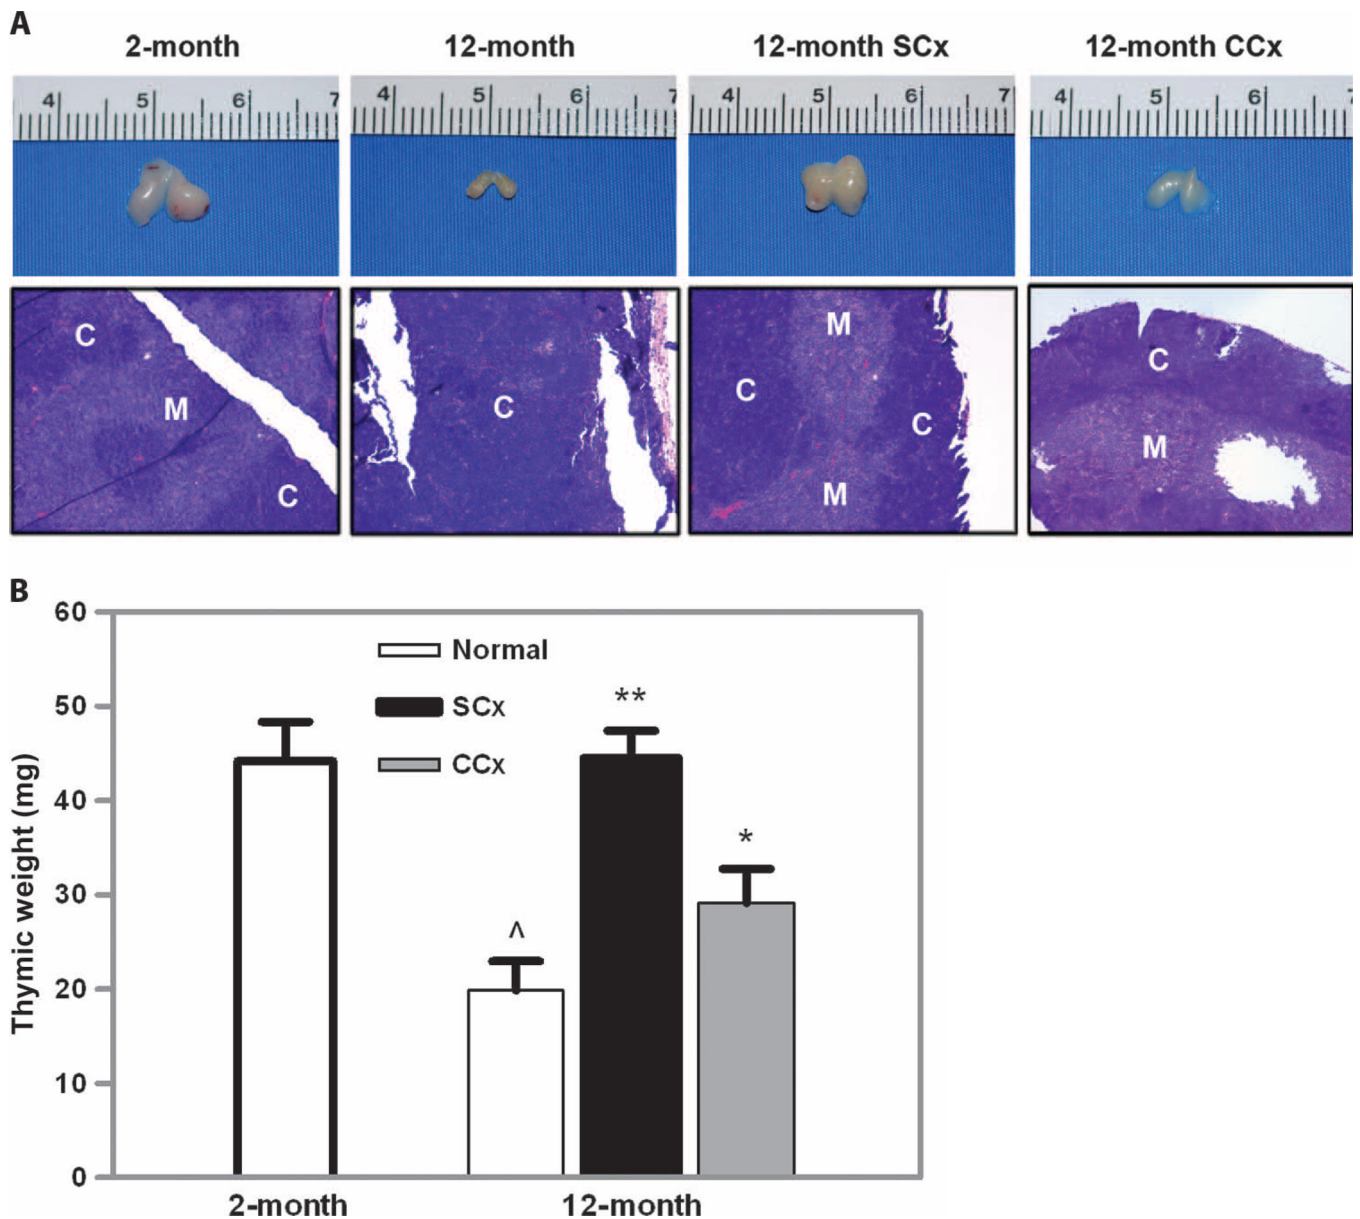 A
2-month 12-month 12-month SCx 12-month CCx
4 5 6 7 4 5 6 7 4 5 6 7 4 5 6 7
C M C
C
M C C M
C M
B
60
50
40
30
20
10
0
Thymic weight (mg)
Normal
SCx
CCx
^
**
*
2-month 12-month